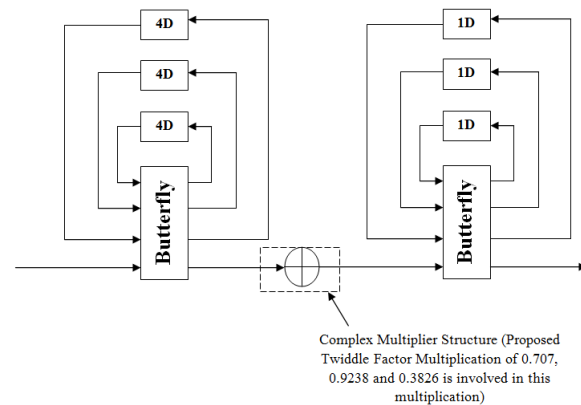 4D
1D
4D
1D
4D
1D
Butterfly
Butterfly
Complex Multiplier Structure (Proposed
Twiddle Factor Multiplication of 0.707,
0.9238 and 0.3826 is involved in this
multiplication)